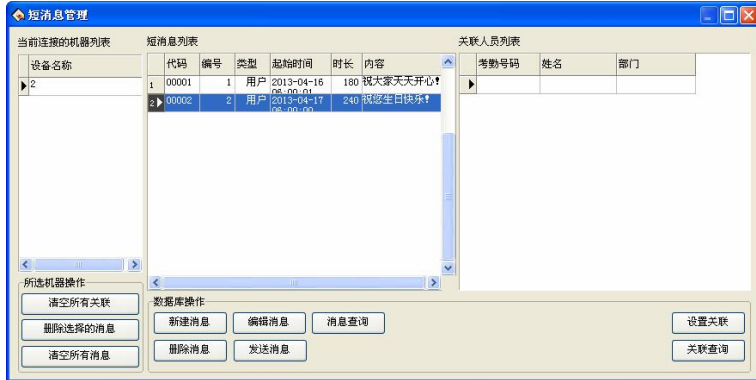 短消息管理
当前连接的机器列表
短消息列表
关联人员列表
设备名称
代码 编号 类型 起始时间 时长 内容
考勤号码 姓名 部门
2
1 00001 1 用户 2013-04-16 180 祝大家天天开心!
06:00:01
2 00002 2 用户 2013-04-17 240 祝您生日快乐!
06:00:00
所选机器操作
清空所有关联
删除选择的消息
清空所有消息
数据库操作
新建消息 编辑消息 消息查询 设置关联
删除消息 发送消息 关联查询